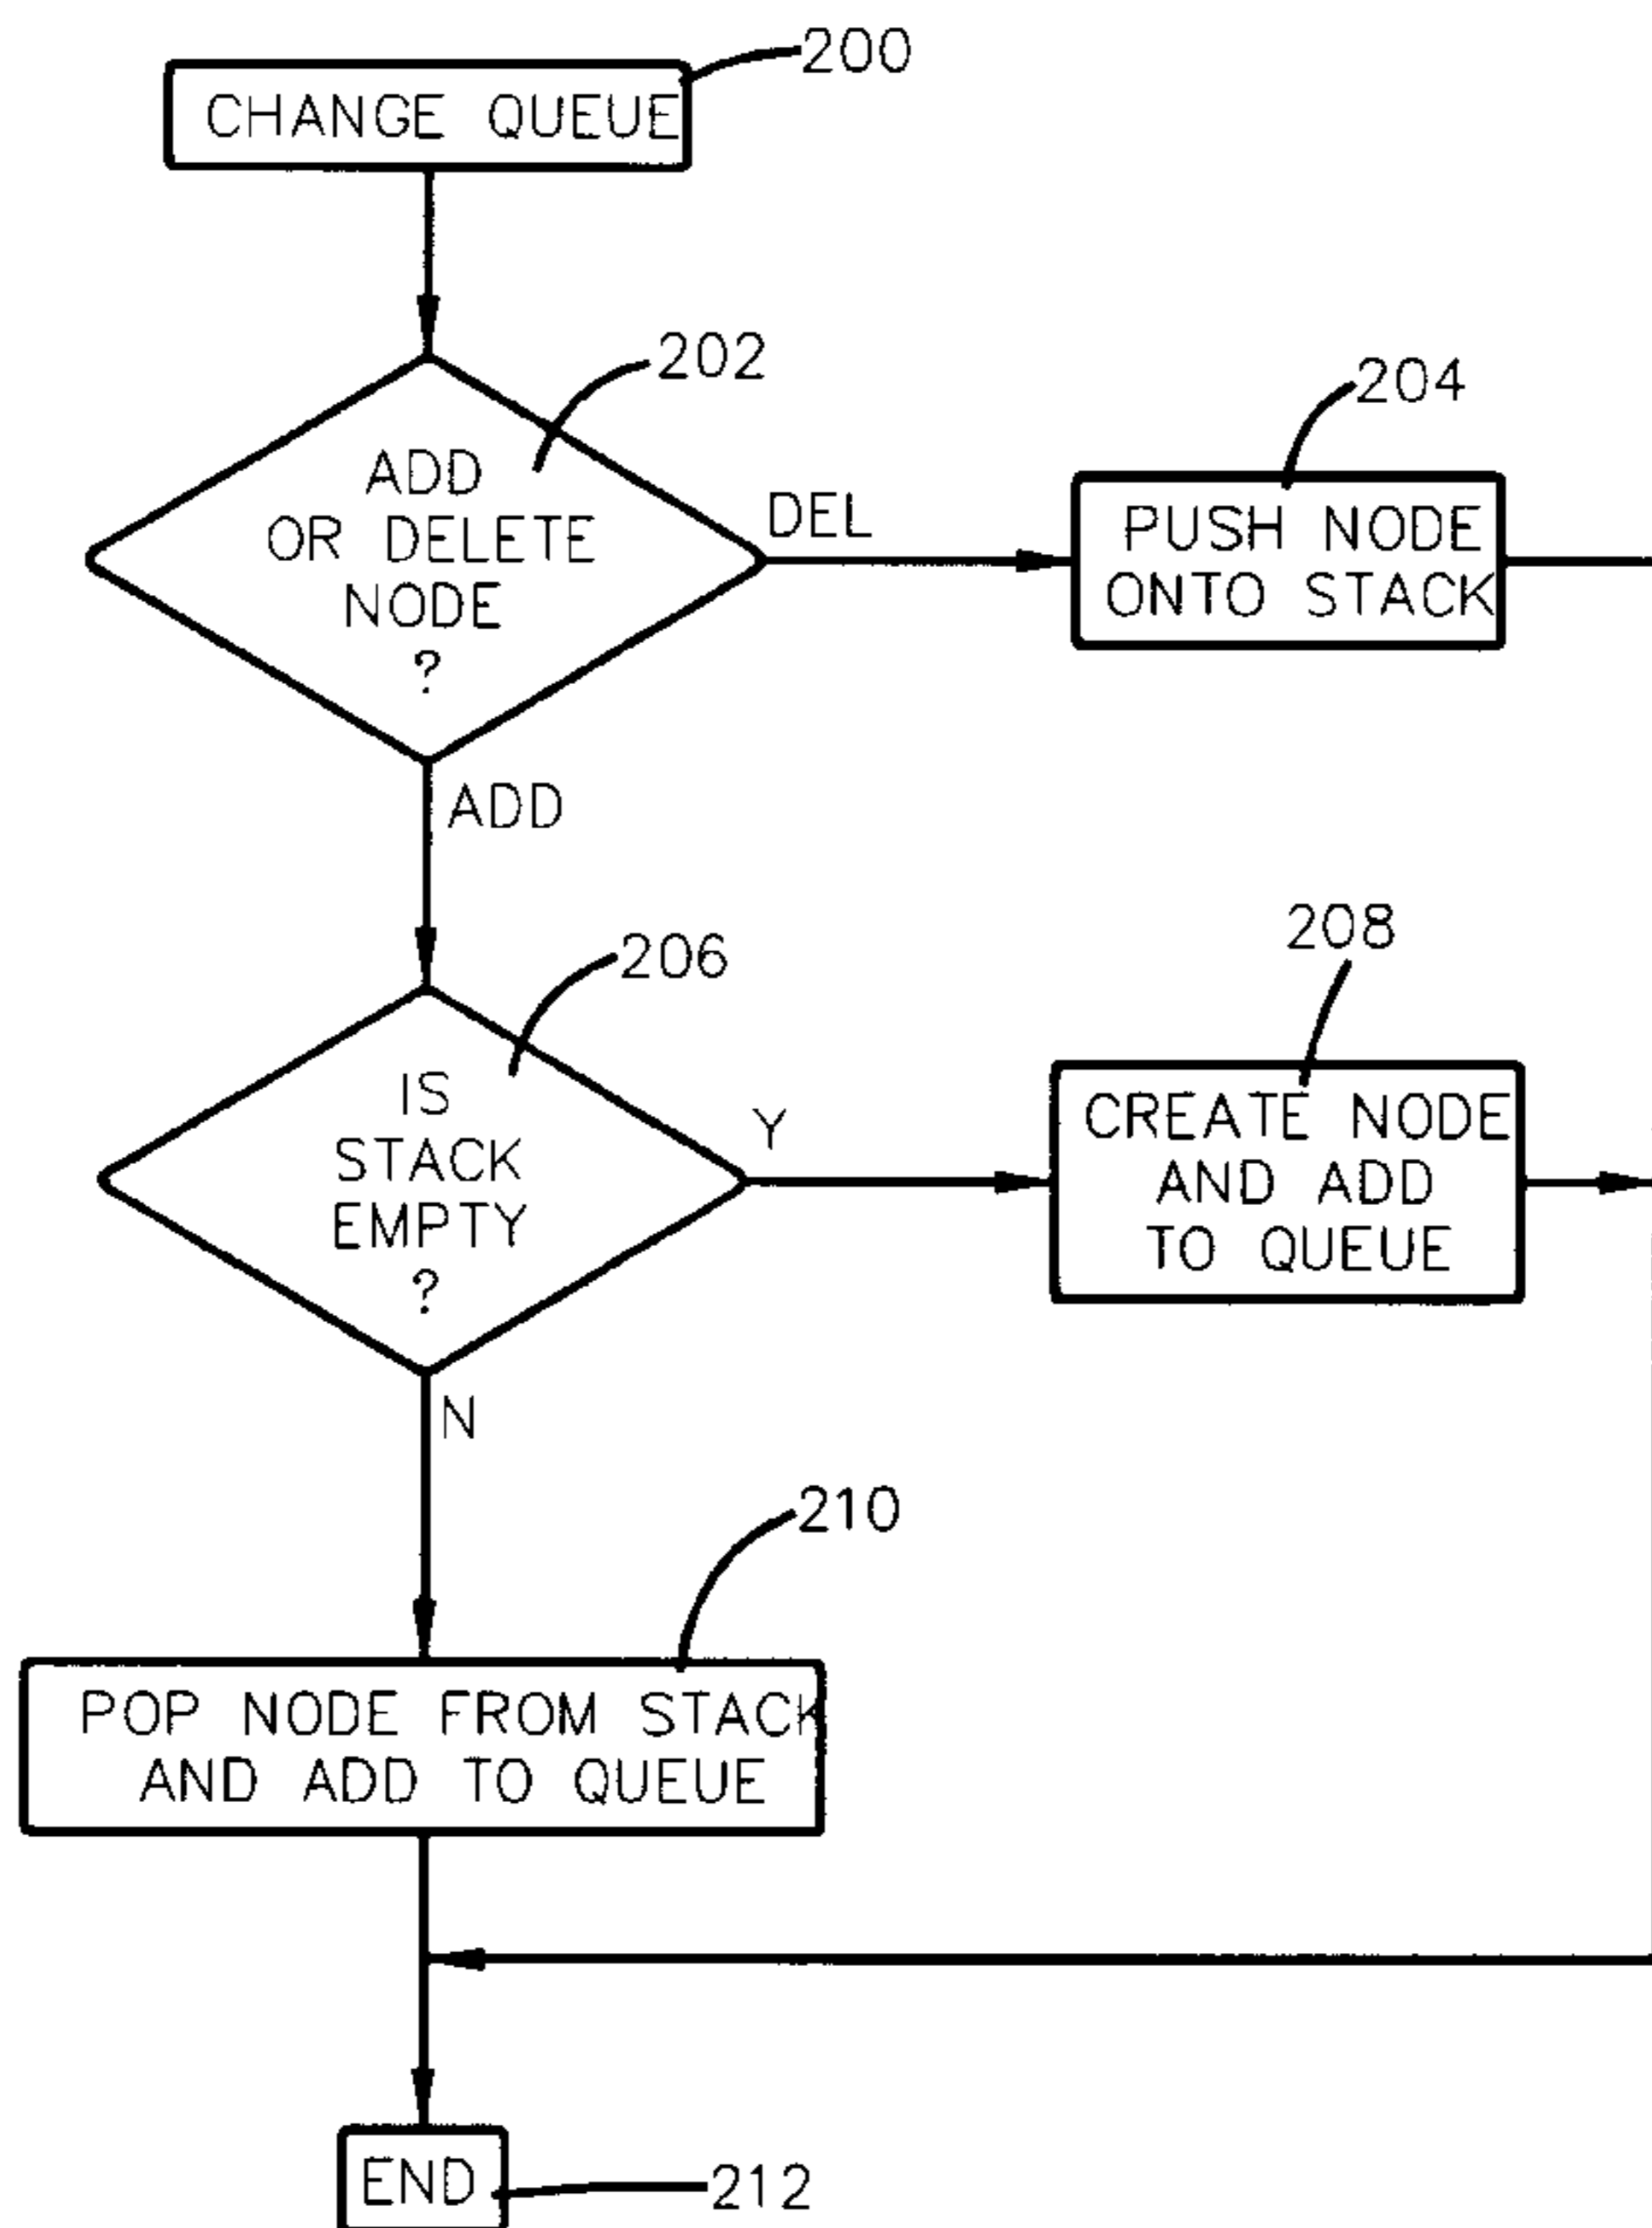 200
CHANGE QUEUE
202
ADD
OR DELETE
NODE
?
DEL
204
PUSH NODE
ONTO STACK
ADD
206
IS
STACK
EMPTY
?
Y
208
CREATE NODE
AND ADD
TO QUEUE
N
210
POP NODE FROM STACK
AND ADD TO QUEUE
END
212